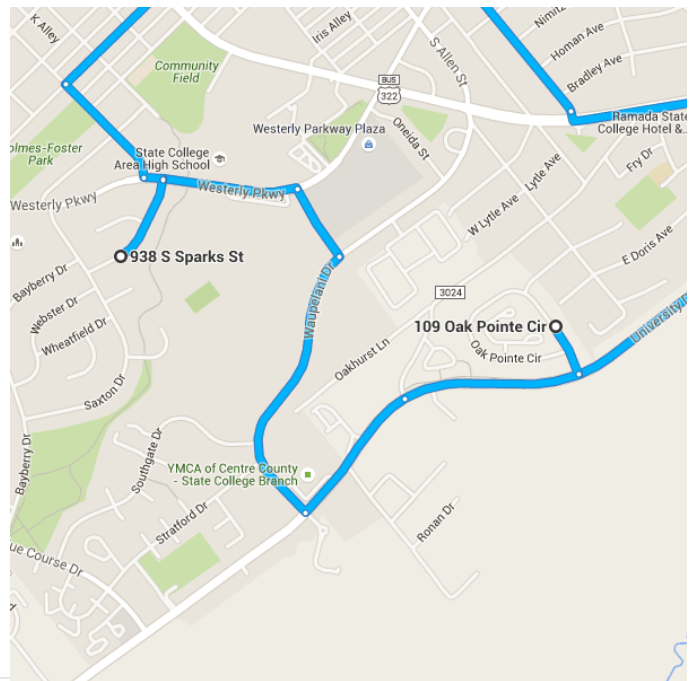 K Alley
Iris Alley
S Allen St
Nimitz
Homan Ave
Bradley Ave
Community
Field
BUS
322
Ramada State
College Hotel &...
Westerly Parkway Plaza
Oneida St
olmes-Foster
Park
State College
Area High School
Fry Dr
Lytle Ave
W Lytle Ave
Westerly Pkwy
Westerly Pkwy
E Doris Ave
938 S Sparks St
Bayberry Dr
Waupelani Dr
3024
Webster Dr
University
109 Oak Pointe Cir
Wheatfield Dr
Oak Pointe Cir
Oakhurst Ln
Saxton Dr
Bayberry Dr
Southgate Dr
YMCA of Centre County
- State College Branch
Stratford Dr
Ronan Dr
ue Course Dr